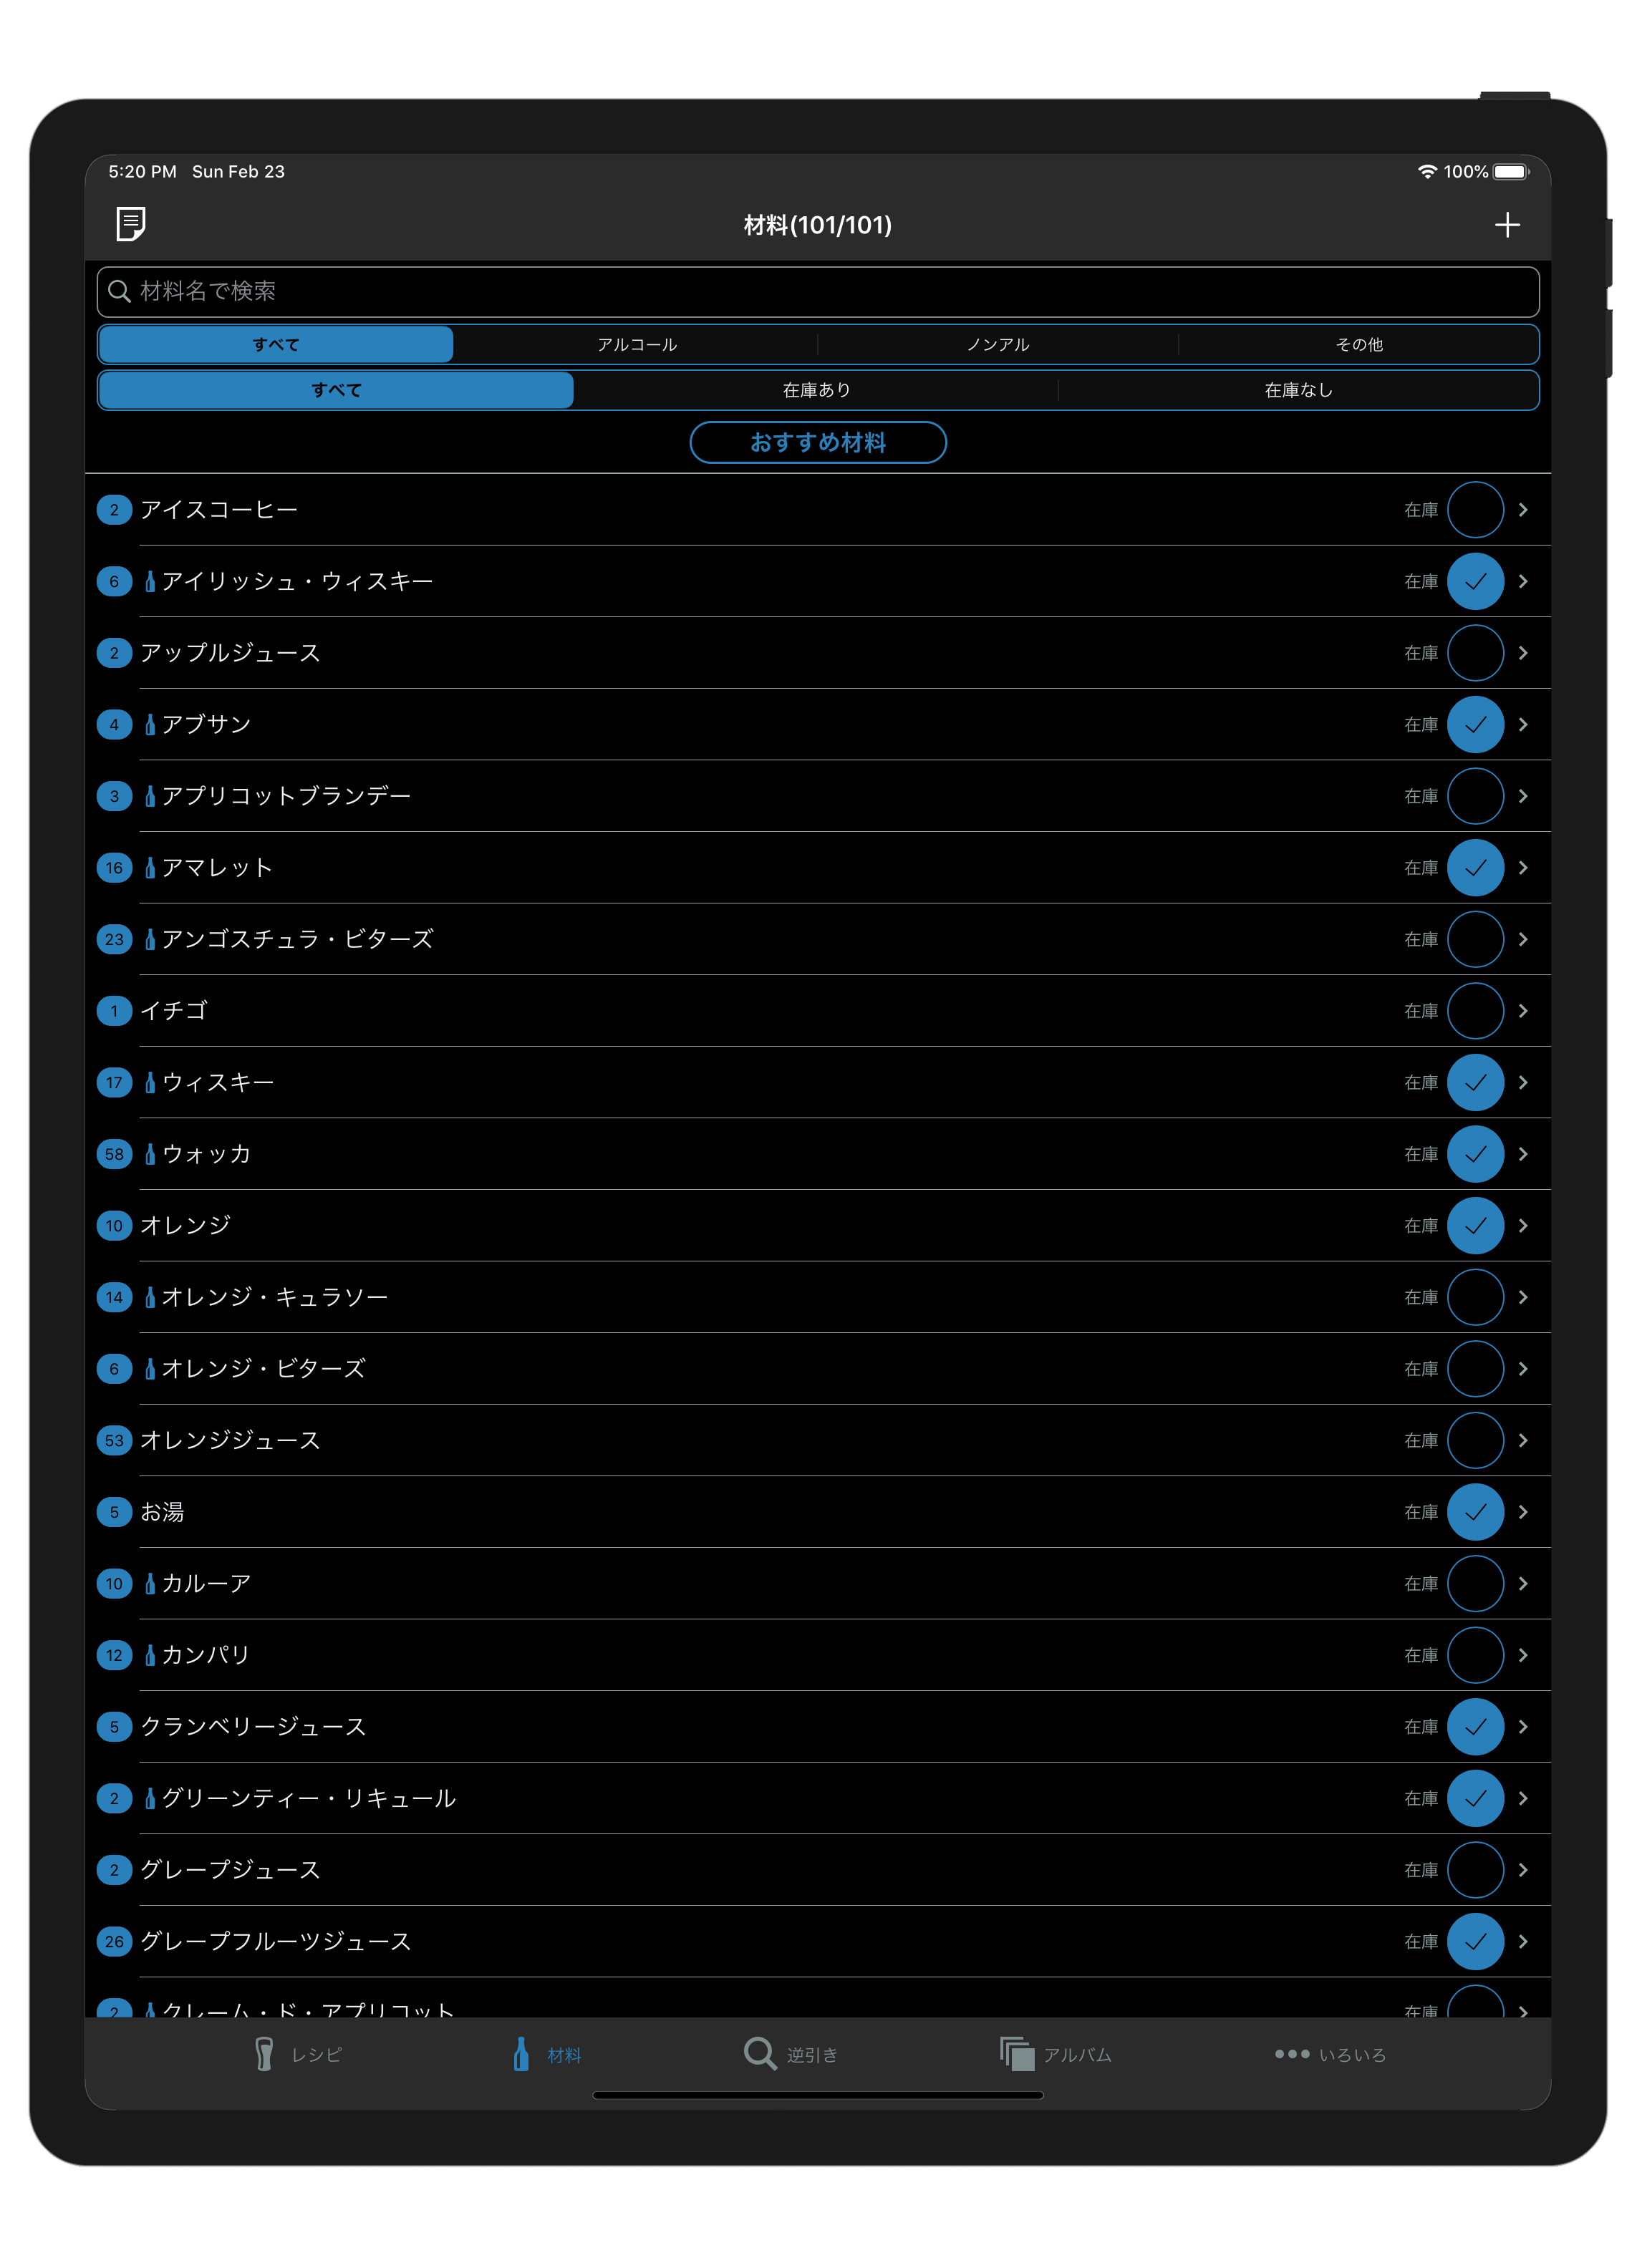 5:20 PM Sun Feb 23 100%
材料(101/101)
材料名で検索
すべて アルコール ノンアル その他
すべて 在庫あり 在庫なし
おすすめ材料
2 アイスコーヒー 在庫
6 アイリッシュ・ウィスキー 在庫
2 アップルジュース 在庫
4 アブサン 在庫
3 アプリコットブランデー 在庫
16 アマレット 在庫
23 アンゴスチュラ・ビターズ 在庫
1 イチゴ 在庫
17 ウィスキー 在庫
58 ウォッカ 在庫
10 オレンジ 在庫
14 オレンジ・キュラソー 在庫
6 オレンジ・ビターズ 在庫
53 オレンジジュース 在庫
5 お湯 在庫
10 カルーア 在庫
12 カンパリ 在庫
5 クランベリージュース 在庫
2 グリーンティー・リキュール 在庫
2 グレープジュース 在庫
26 グレープフルーツジュース 在庫
2 クレーム・ド・アプリコット 在庫
レシピ 材料 逆引き アルバム いろいろ